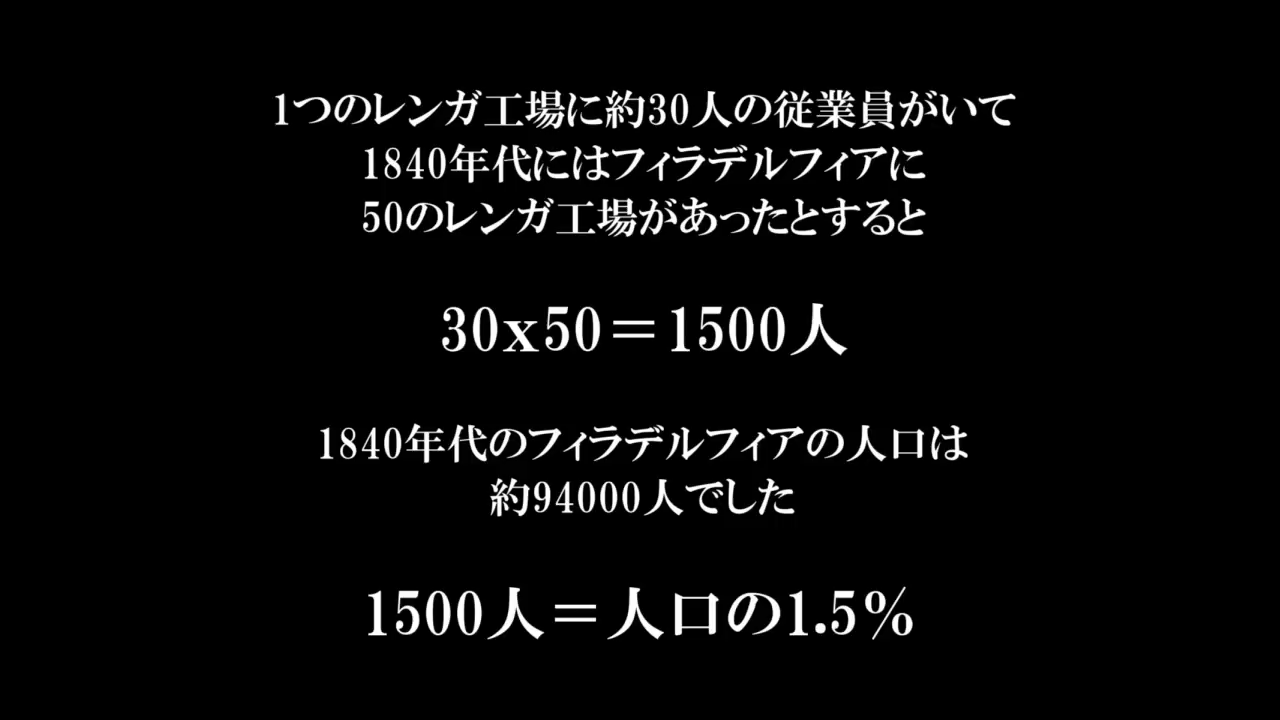 1つのレンガ工場に約30人の従業員がいて
1840年代にはフィラデルフィアに
50のレンガ工場があったとすると
30x50＝1500人
1840年代のフィラデルフィアの人口は
約94000人でした
1500人＝人口の1.5%